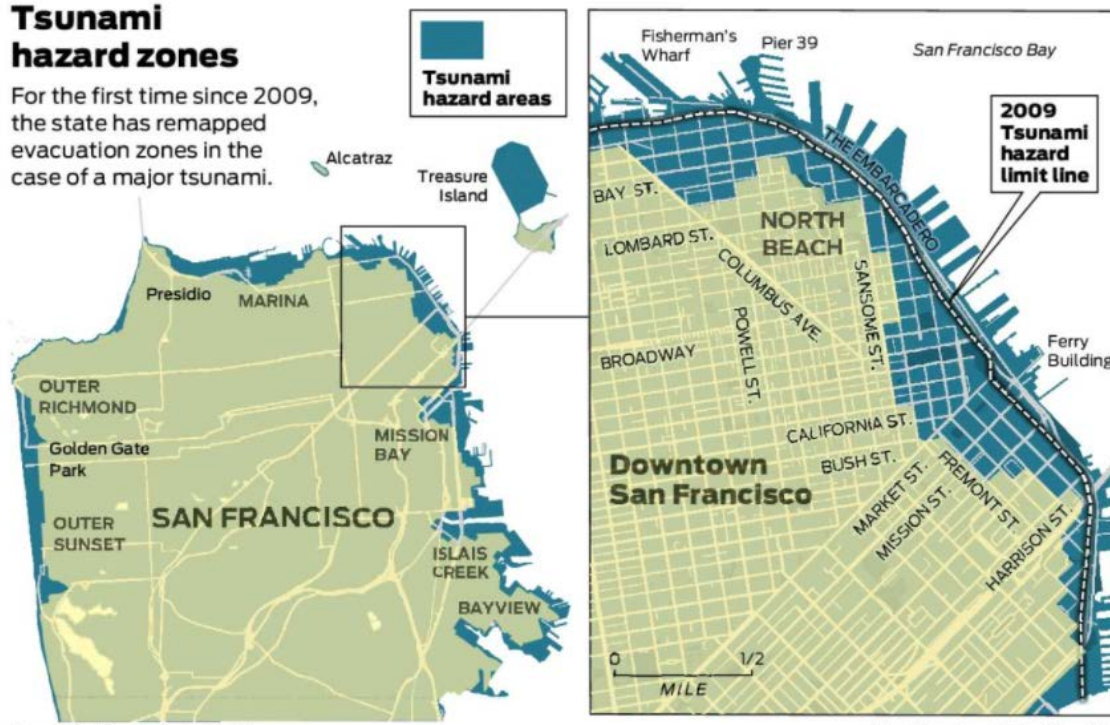 Tsunami
hazard zones
For the first time since 2009,
the state has remapped
evacuation zones in the
case of a major tsunami.
Tsunami
hazard areas
Alcatraz
Treasure
Island
Presidio
MARINA
OUTER
RICHMOND
Golden Gate
Park
MISSION
BAY
SAN FRANCISCO
OUTER
SUNSET
ISLAIS
CREEK
BAYVIEW
Fisherman's
Wharf
Pier 39
San Francisco Bay
2009
Tsunami
hazard
limit line
THE EMBARCADERO
BAY ST.
NORTH
BEACH
LOMBARD ST.
COLUMBUS AVE.
SANSOME ST.
POWELL ST.
BROADWAY
Ferry
Building
CALIFORNIA ST.
BUSH ST.
Downtown
San Francisco
MARKET ST.
MISSION ST.
FREMONT ST.
HARRISON ST.
0
1/2
MILE